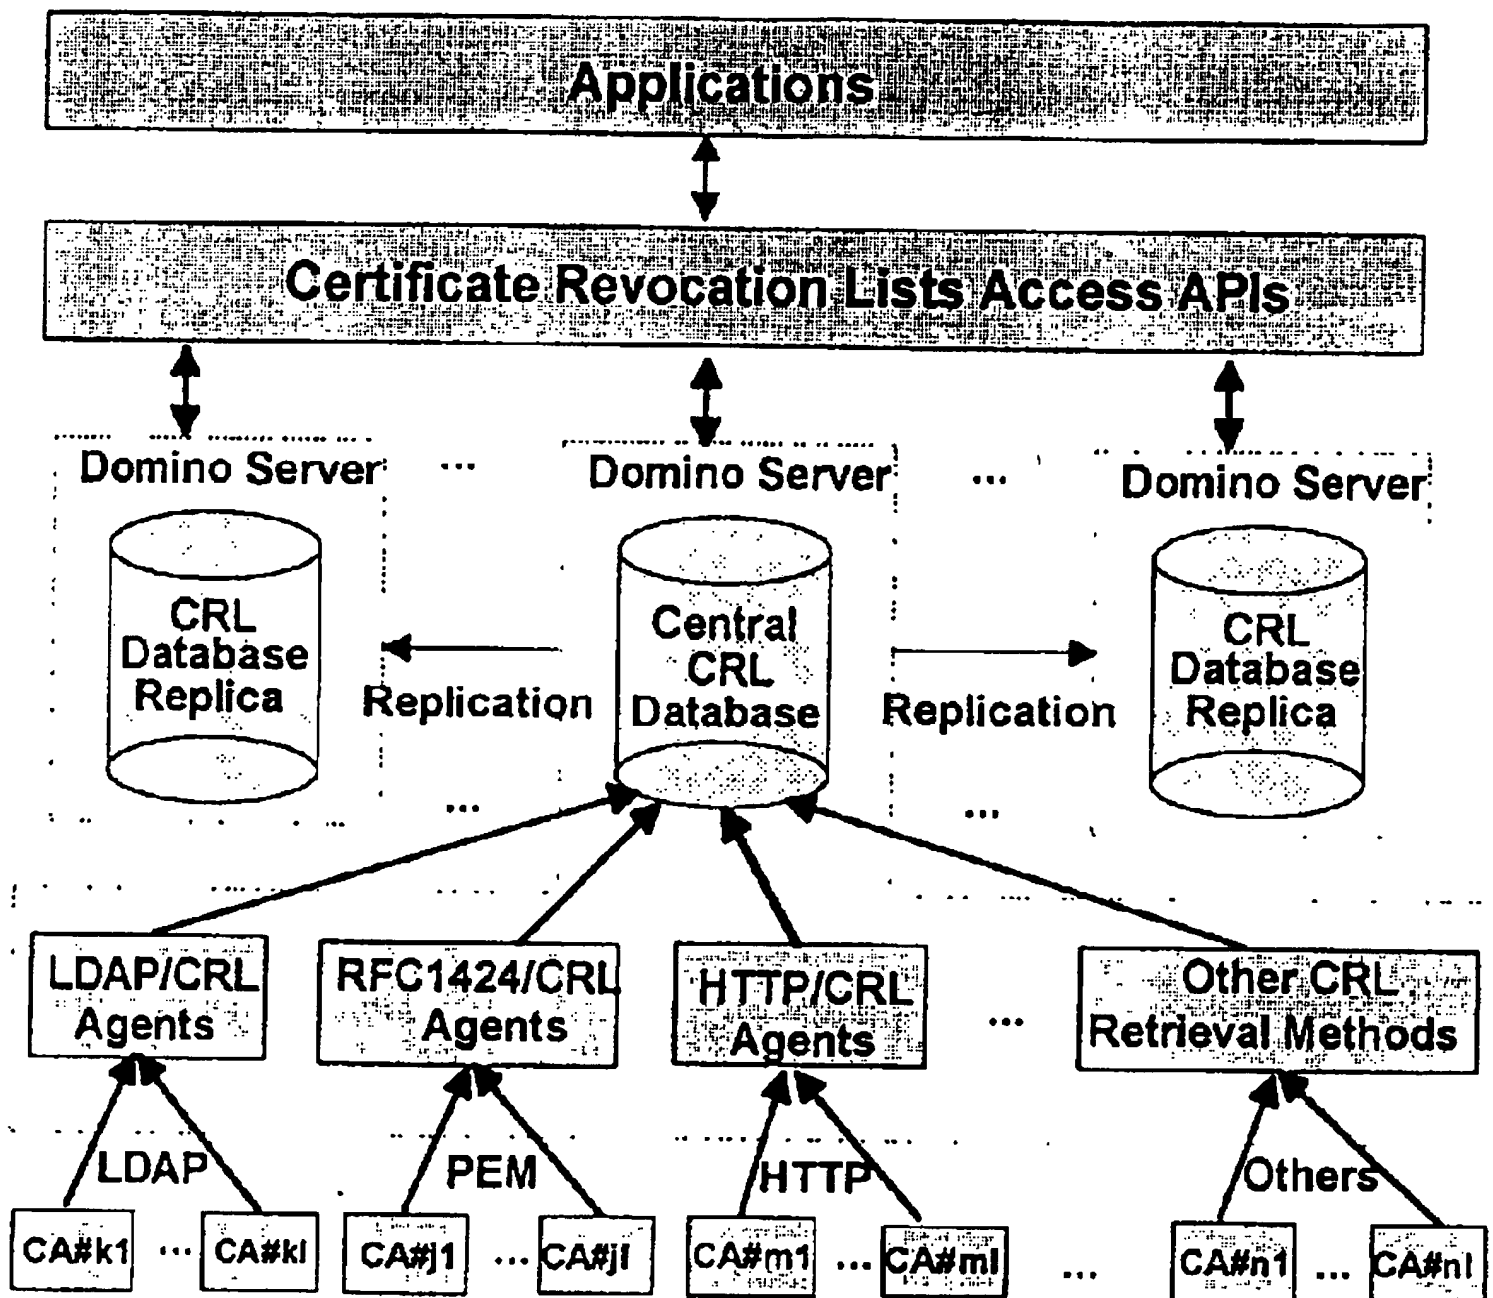 Applications
Certificate Revocation Lists Access APIs
Domino Server ... Domino Server ... Domino Server
CRL
Database
Replica
Replication
Central
CRL
Database
Replication
CRL
Database
Replica
... ...
LDAP/CRL
Agents
RFC1424/CRL
Agents
HTTP/CRL
Agents
...
Other CRL
Retrieval Methods
LDAP PEM HTTP Others
CA#k1 ... CA#kl CA#j1 ... CA#jl CA#m1 ... CA#ml ... CA#n1 ... CA#nl